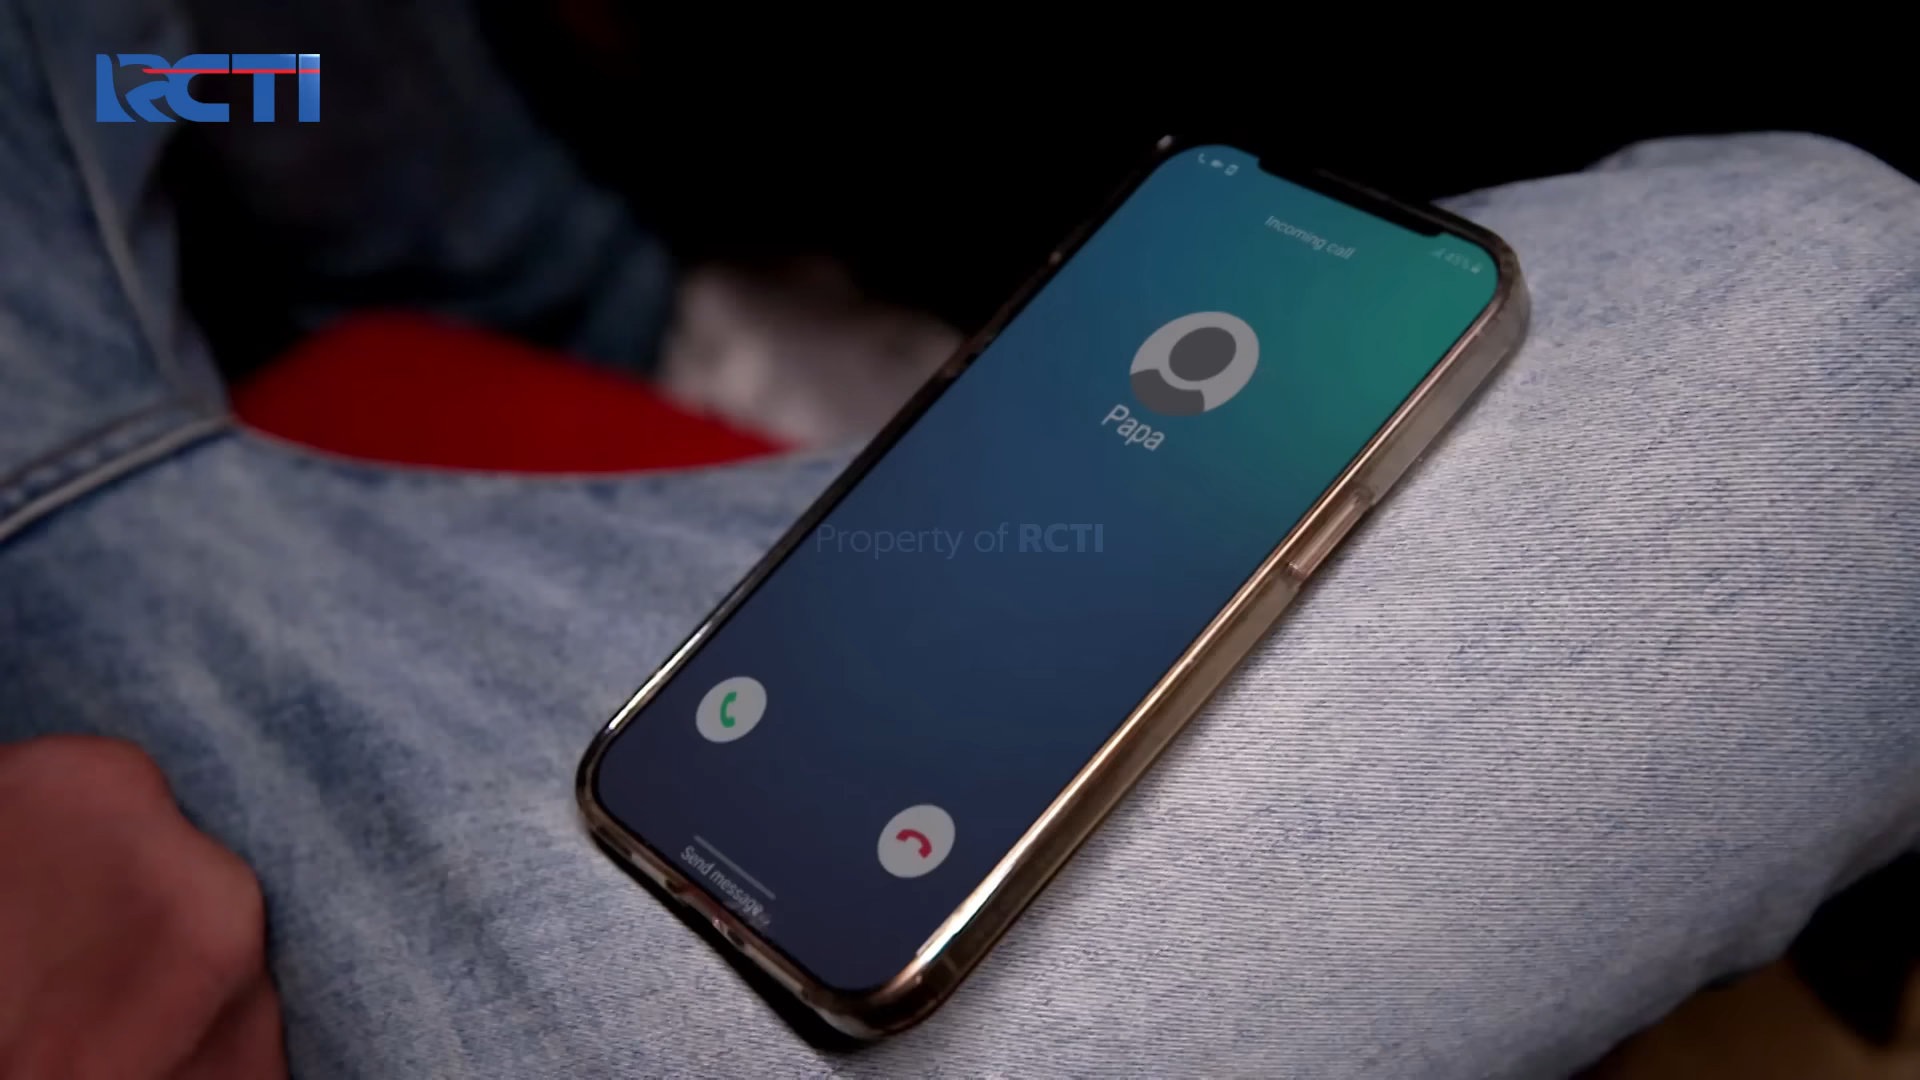 RCTI
Incoming call
Papa
Property of RCTI
Send message